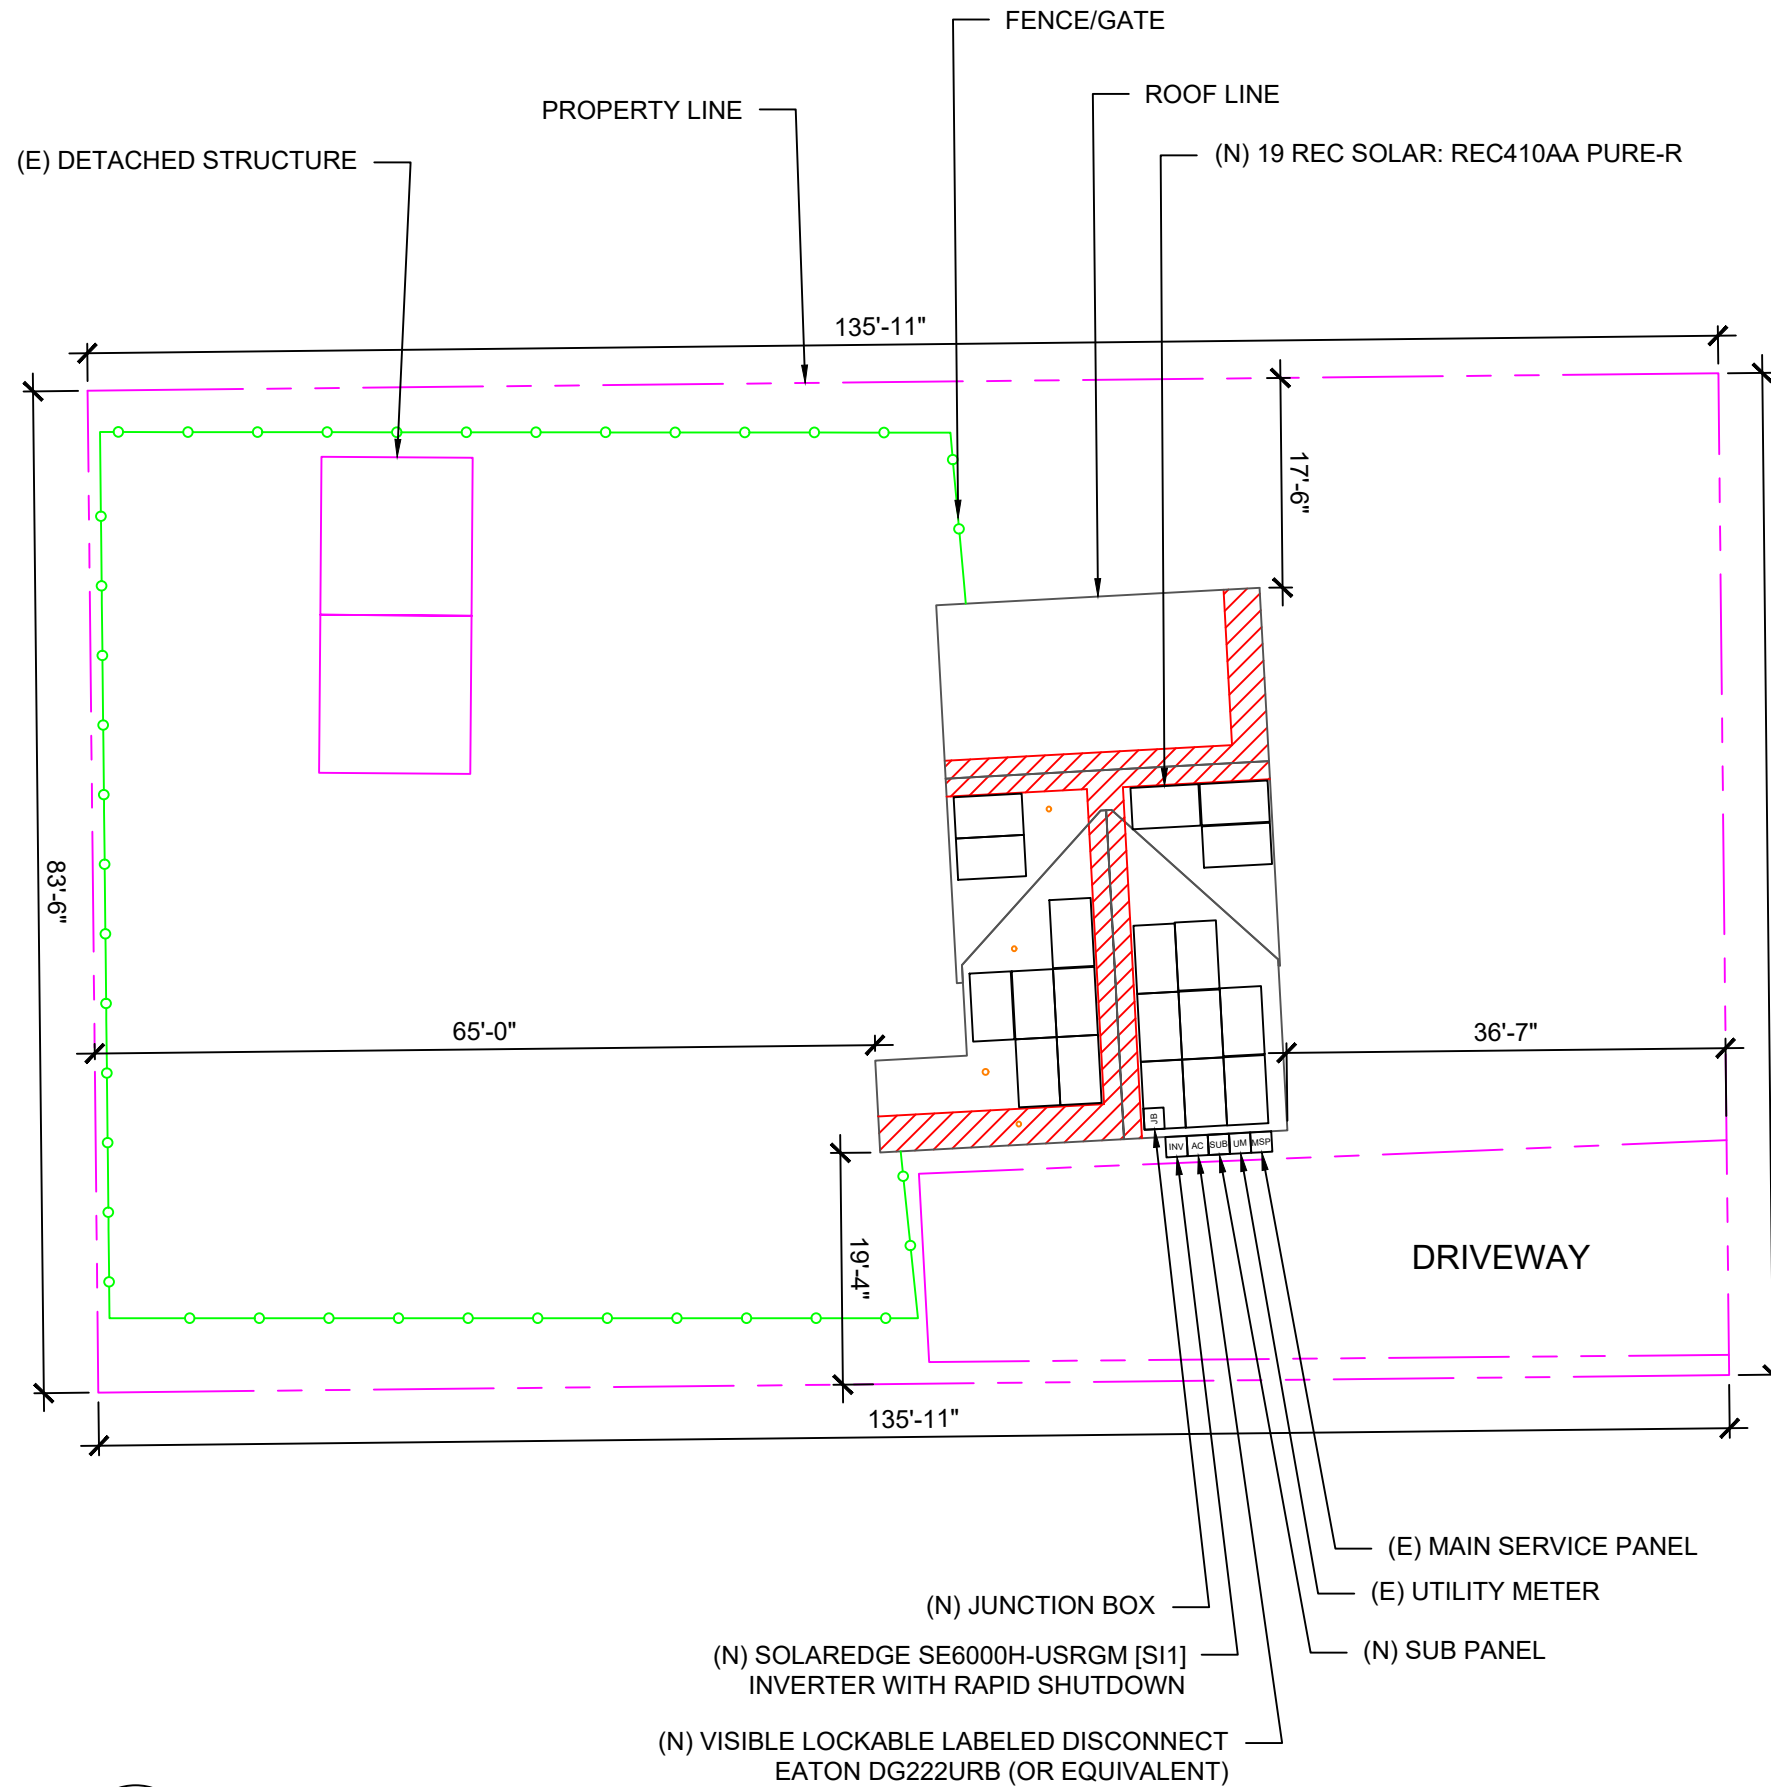 FENCE/GATE
ROOF LINE
PROPERTY LINE
(E) DETACHED STRUCTURE
(N) 19 REC SOLAR: REC410AA PURE-R
135'-11"
17'-6"
83'-6"
65'-0"
36'-7"
JB
INV AC SUB UM MSP
19'-4"
DRIVEWAY
135'-11"
(E) MAIN SERVICE PANEL
(E) UTILITY METER
(N) JUNCTION BOX
(N) SUB PANEL
(N) SOLAREDGE SE6000H-USRGM [SI1]
INVERTER WITH RAPID SHUTDOWN
(N) VISIBLE LOCKABLE LABELED DISCONNECT
EATON DG222URB (OR EQUIVALENT)